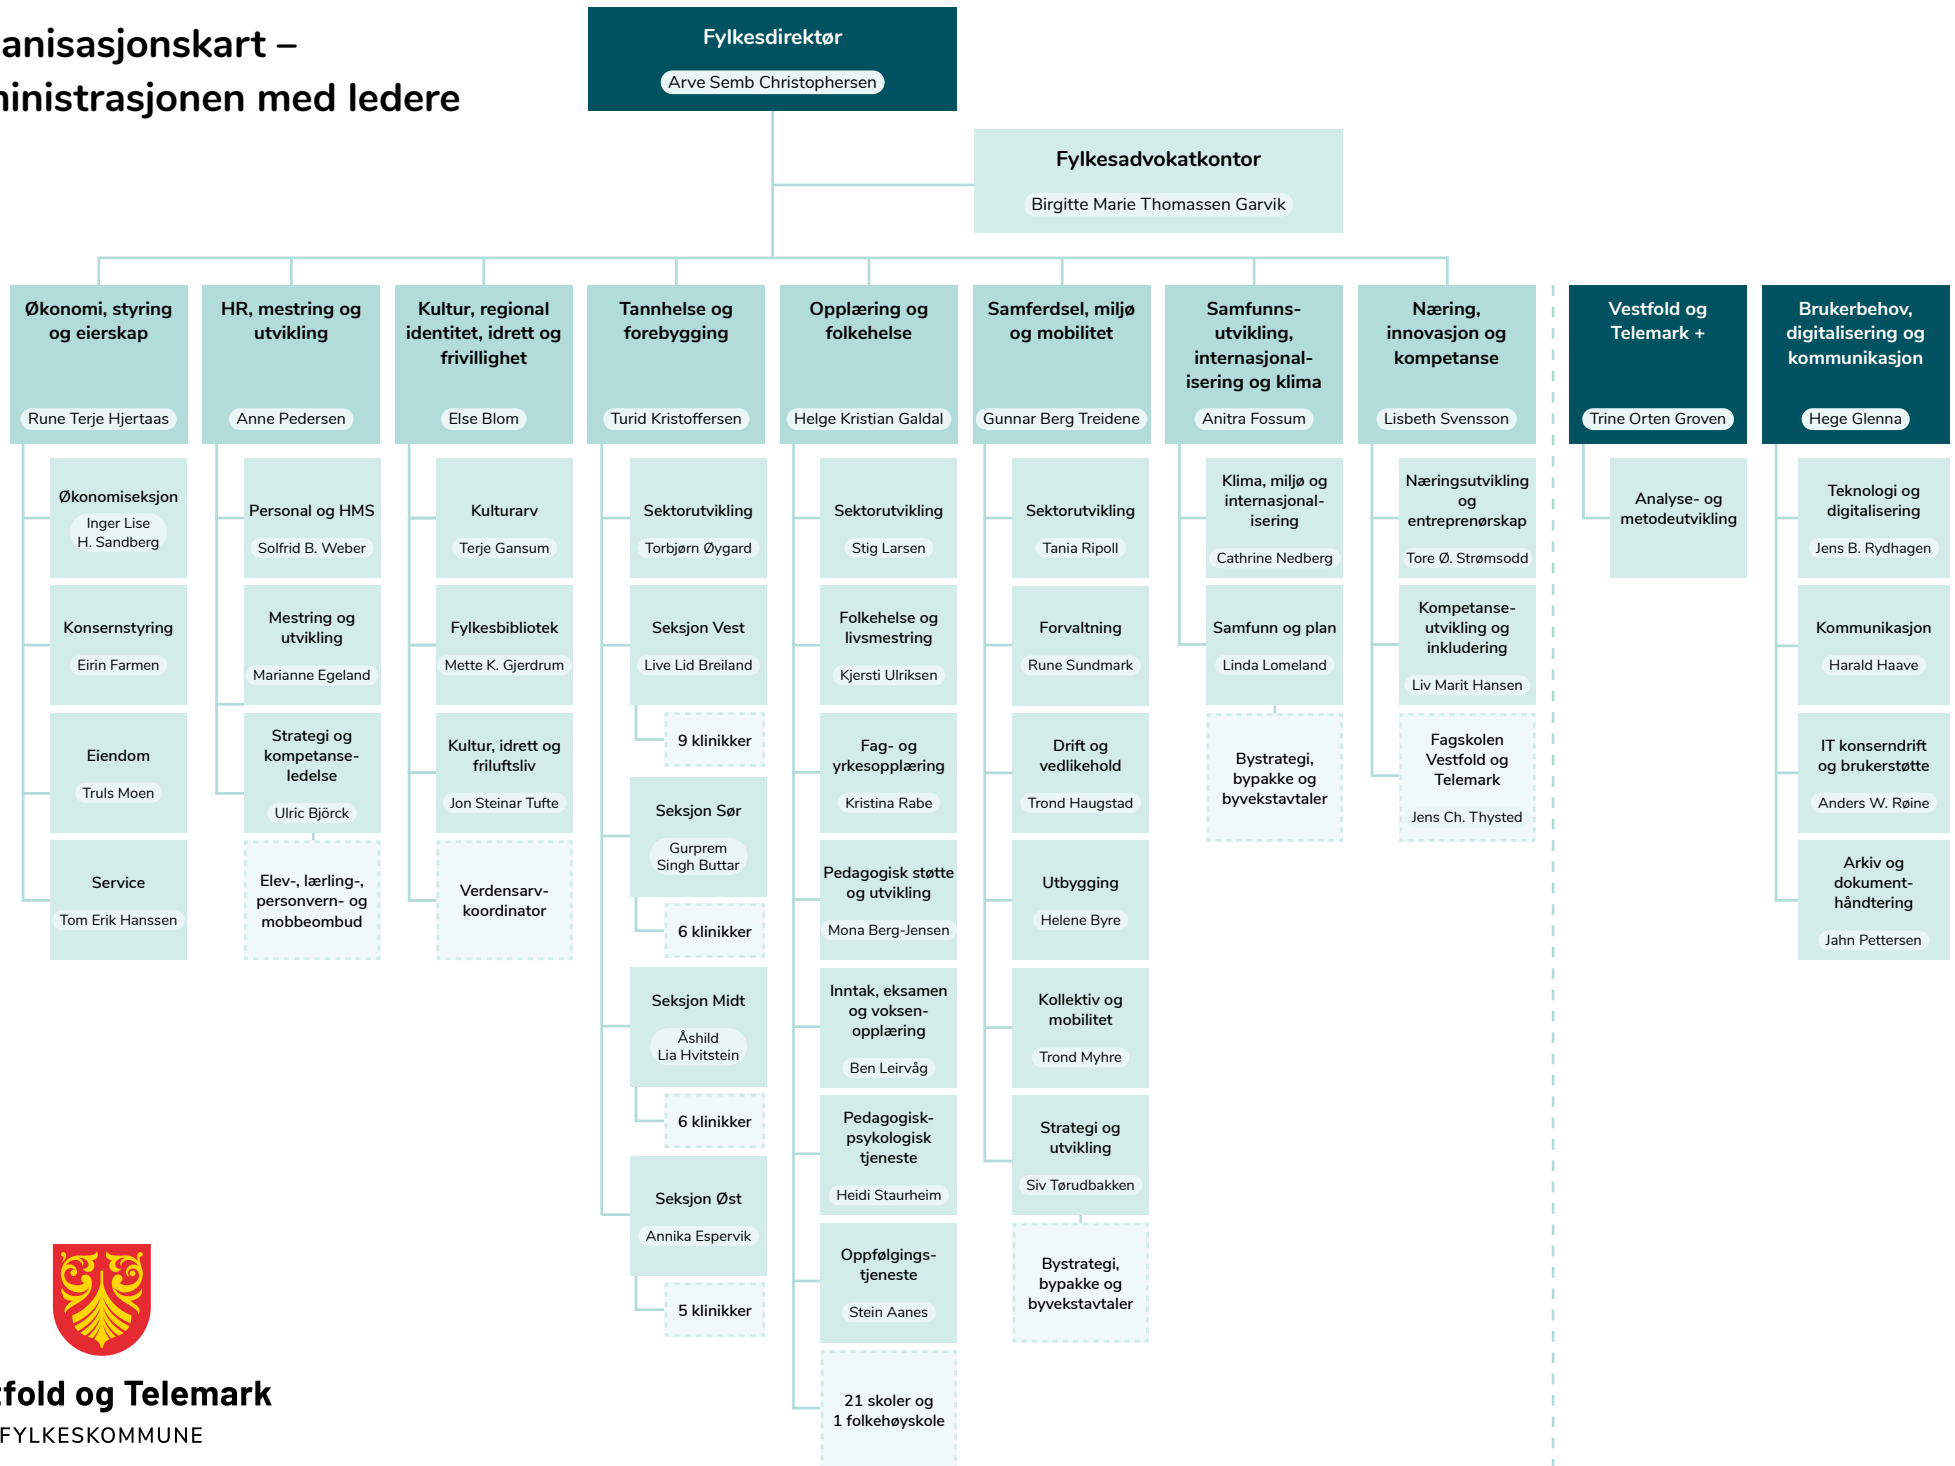 anisasjonskart –
ministrasjonen med ledere
Fylkesdirektør
Arve Semb Christophersen
Fylkesadvokatkontor
Birgitte Marie Thomassen Garvik
Økonomi, styring
og eierskap
Rune Terje Hjertaas
Økonomiseksjon
Inger Lise
H. Sandberg
Konsernstyring
Eirin Farmen
Eiendom
Truls Moen
Service
Tom Erik Hanssen
HR, mestring og
utvikling
Anne Pedersen
Personal og HMS
Solfrid B. Weber
Mestring og
utvikling
Marianne Egeland
Strategi og
kompetanse-
ledelse
Ulric Björck
Elev-, lærling-,
personvern- og
mobbeombud
Kultur, regional
identitet, idrett og
frivillighet
Else Blom
Kulturarv
Terje Gansum
Fylkesbibliotek
Mette K. Gjerdrum
Kultur, idrett og
friluftsliv
Jon Steinar Tufte
Verdensarv-
koordinator
Tannhelse og
forebygging
Turid Kristoffersen
Sektorutvikling
Torbjørn Øygard
Seksjon Vest
Live Lid Breiland
9 klinikker
Seksjon Sør
Gurprem
Singh Buttar
6 klinikker
Seksjon Midt
Åshild
Lia Hvitstein
6 klinikker
Seksjon Øst
Annika Espervik
5 klinikker
Opplæring og
folkehelse
Helge Kristian Galdal
Sektorutvikling
Stig Larsen
Folkehelse og
livsmestring
Kjersti Ulriksen
Fag- og
yrkesopplæring
Kristina Rabe
Pedagogisk støtte
og utvikling
Mona Berg-Jensen
Inntak, eksamen
og voksen-
opplæring
Ben Leirvåg
Pedagogisk-
psykologisk
tjeneste
Heidi Staurheim
Oppfølgings-
tjeneste
Stein Aanes
21 skoler og
1 folkehøyskole
Samferdsel, miljø
og mobilitet
Gunnar Berg Treidene
Sektorutvikling
Tania Ripoll
Forvaltning
Rune Sundmark
Drift og
vedlikehold
Trond Haugstad
Utbygging
Helene Byre
Kollektiv og
mobilitet
Trond Myhre
Strategi og
utvikling
Siv Tørudbakken
Bystrategi,
bypakke og
byvekstavtaler
Samfunns-
utvikling,
internasjonal-
isering og klima
Anitra Fossum
Klima, miljø og
internasjonal-
isering
Cathrine Nedberg
Samfunn og plan
Linda Lomeland
Bystrategi,
bypakke og
byvekstavtaler
Næring,
innovasjon og
kompetanse
Lisbeth Svensson
Næringsutvikling
og
entreprenørskap
Tore Ø. Strømsodd
Kompetanse-
utvikling og
inkludering
Liv Marit Hansen
Fagskolen
Vestfold og
Telemark
Jens Ch. Thysted
Vestfold og
Telemark +
Trine Orten Groven
Analyse- og
metodeutvikling
Brukerbehov,
digitalisering og
kommunikasjon
Hege Glenna
Teknologi og
digitalisering
Jens B. Rydhagen
Kommunikasjon
Harald Haave
IT konserndrift
og brukerstøtte
Anders W. Røine
Arkiv og
dokument-
håndtering
Jahn Pettersen
tfold og Telemark
FYLKESKOMMUNE